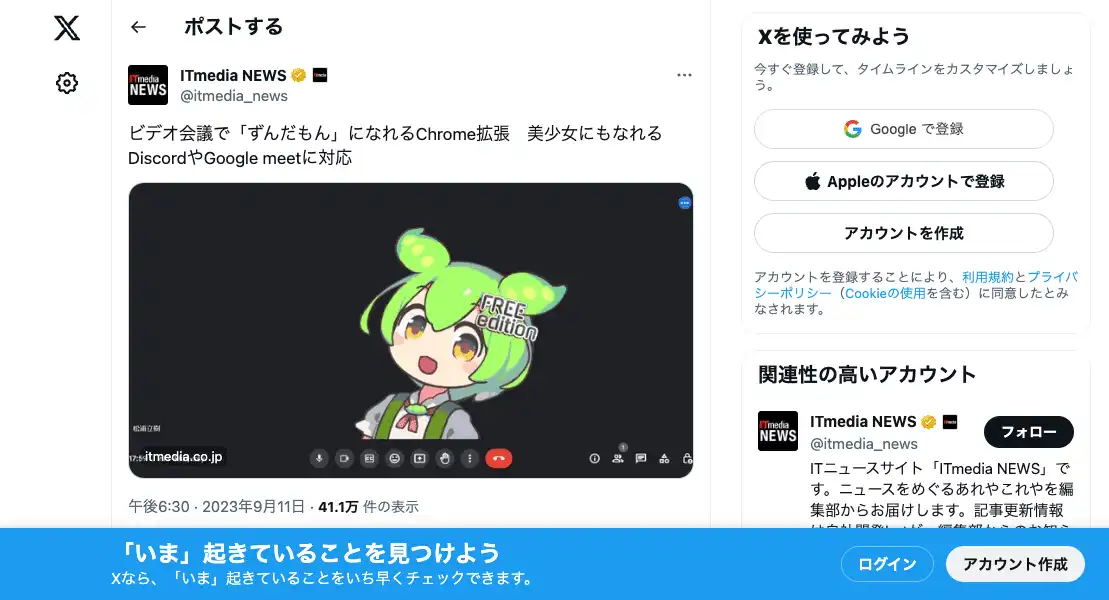 ポストする
ITmedia NEWS
@itmedia_news
ビデオ会議で「ずんだもん」になれるChrome拡張　美少女にもなれる
DiscordやGoogle meetに対応
FREE
edition
松浦立樹
itmedia.co.jp
1
午後6:30 · 2023年9月11日 · 41.1万 件の表示
Xを使ってみよう
今すぐ登録して、タイムラインをカスタマイズしましょ
う。
Google で登録
Appleのアカウントで登録
アカウントを作成
アカウントを登録することにより、利用規約とプライバ
シーポリシー（Cookieの使用を含む）に同意したとみ
なされます。
関連性の高いアカウント
ITmedia NEWS
@itmedia_news
フォロー
ITニュースサイト「ITmedia NEWS」で
す。ニュースをめぐるあれやこれやを編
集部からお届けします。記事更新情報
「いま」起きていることを見つけよう
Xなら、「いま」起きていることをいち早くチェックできます。
ログイン
アカウント作成